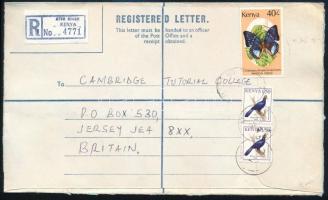 REGISTERED LETTER.
This letter must be handed to an officer
of the Post Office and a
receipt obtained.
R
KENYA
No. 4771
Kenya 40/-
To CAMBRIDGE TUTORIAL COLLEGE
P.O BOX 530,
JERSEY JE4 8XX,
BRITAIN.
KENYA
KENYA